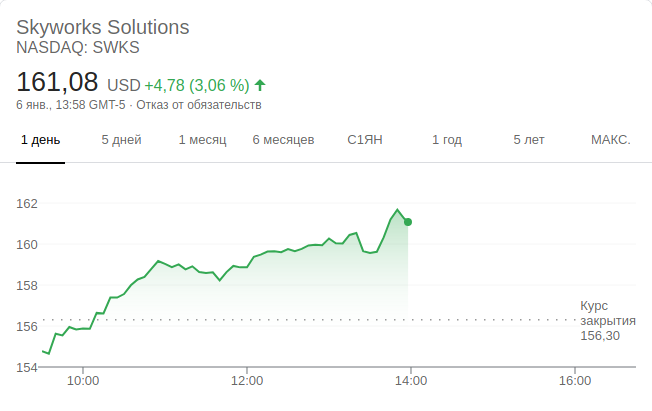 Skyworks Solutions
NASDAQ: SWKS
161,08 USD +4,78 (3,06 %)
6 янв., 13:58 GMT-5 · Отказ от обязательств
1 день 5 дней 1 месяц 6 месяцев С1ЯН 1 год 5 лет МАКС.
162
160
158
Курс
156 закрытия
156,30
154
10:00 12:00 14:00 16:00